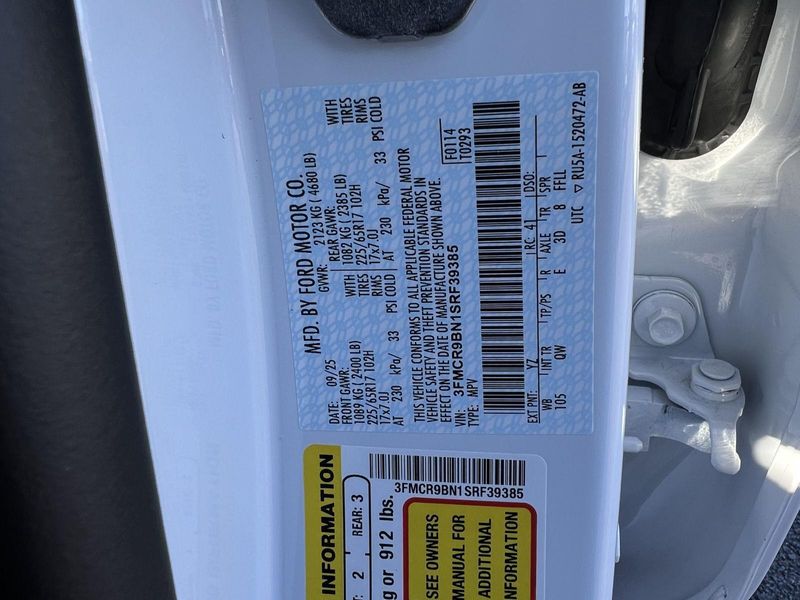 MFD. BY FORD MOTOR CO.
09/25
GVWR:
2123 KG ( 4680 LB)
FRONT GAWR:
REAR GAWR:
1089 KG ( 2400 LB)
1082 KG ( 2385 LB)
WITH
225/65R17 102H
TIRES
225/65R17 102H
TIRES
17x7.0J
RIMS
17x7.0J
RIMS
AT 230 kPa/ 33 PSI COLD
AT 230 kPa/ 33 PSI COLD
THIS VEHICLE CONFORMS TO ALL APPLICABLE FEDERAL MOTOR
VEHICLE SAFETY AND THEFT PREVENTION STANDARDS IN
EFFECT ON THE DATE OF MANUFACTURE SHOWN ABOVE.
VIN: 3FMCR9BN1SRF39385
TYPE: MPV
F0114
T0293
EXT PNT: YZ
RC: 41
DSO:
WB
INT TR
TP/PS
R
AXLE
TR
SPR
105
QW
E
3D
8
FFLL
UTC
▽ RU5A-1520472-AB
3FMCR9BN1SRF39385
INFORMATION
2
REAR: 3
or 912 lbs.
SEE OWNERS
MANUAL FOR
ADDITIONAL
INFORMATION